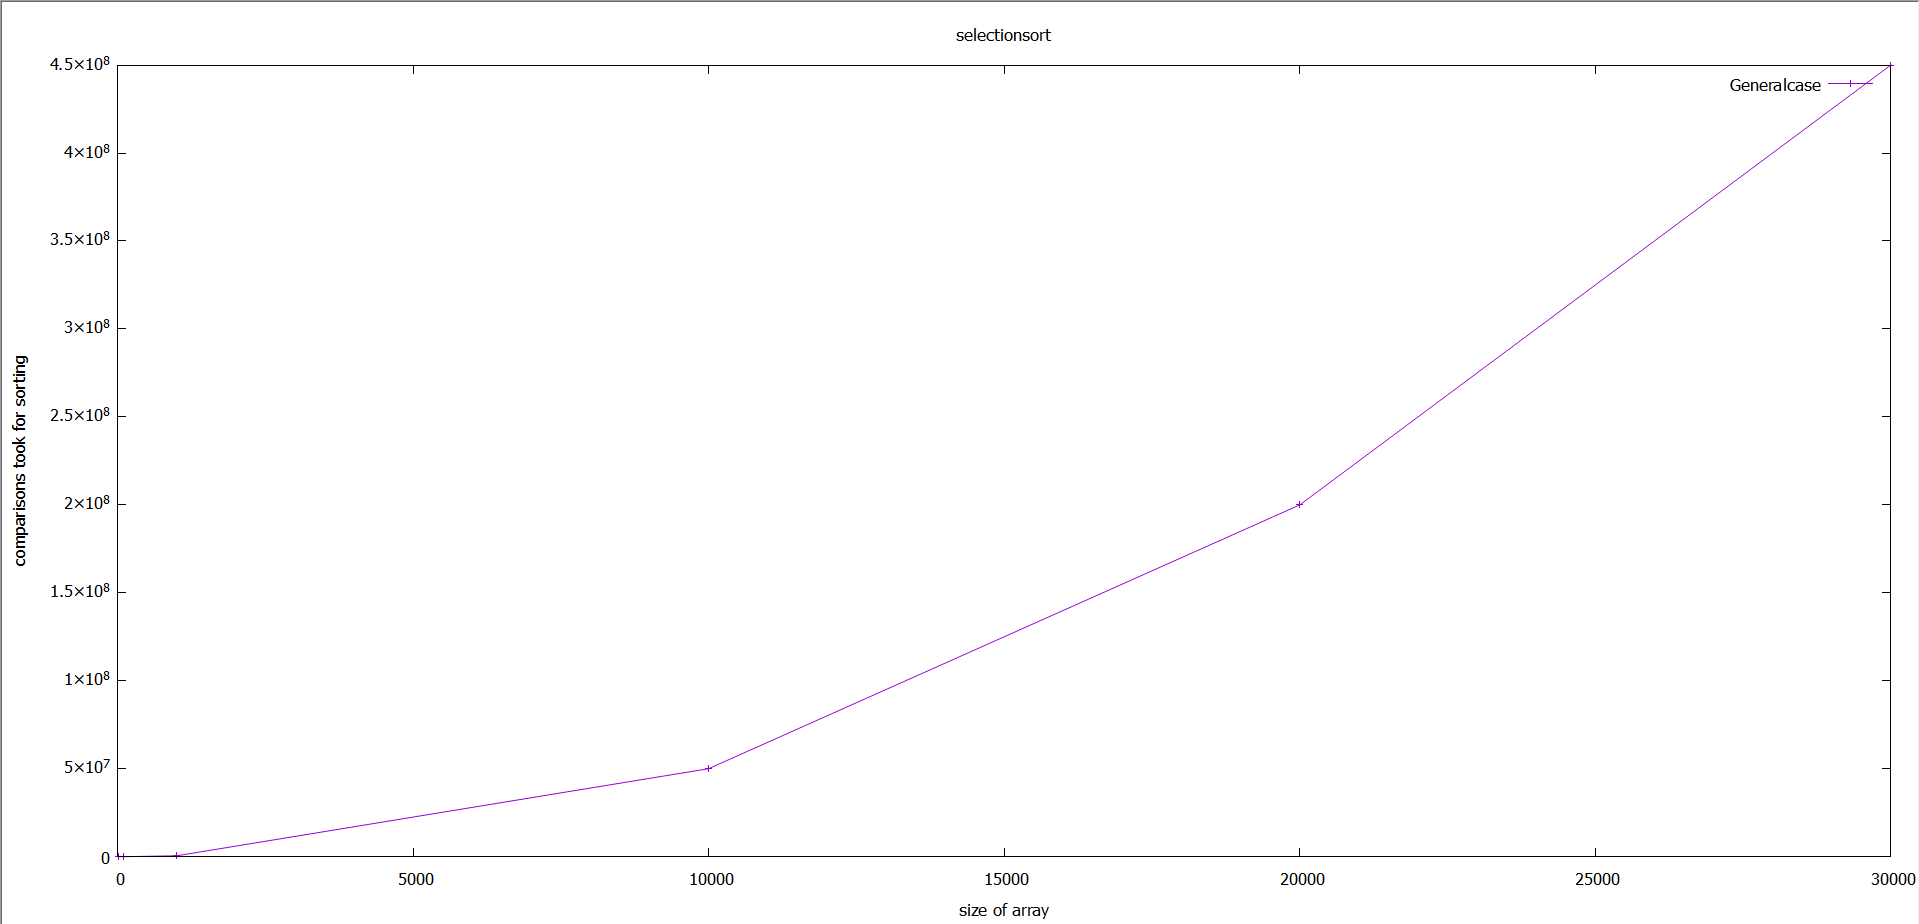 selectionsort
4.5×10⁸
Generalcase
4×10⁸
3.5×10⁸
3×10⁸
2.5×10⁸
2×10⁸
1.5×10⁸
1×10⁸
5×10⁷
0
comparisons took for sorting
0 5000 10000 15000 20000 25000 30000
size of array